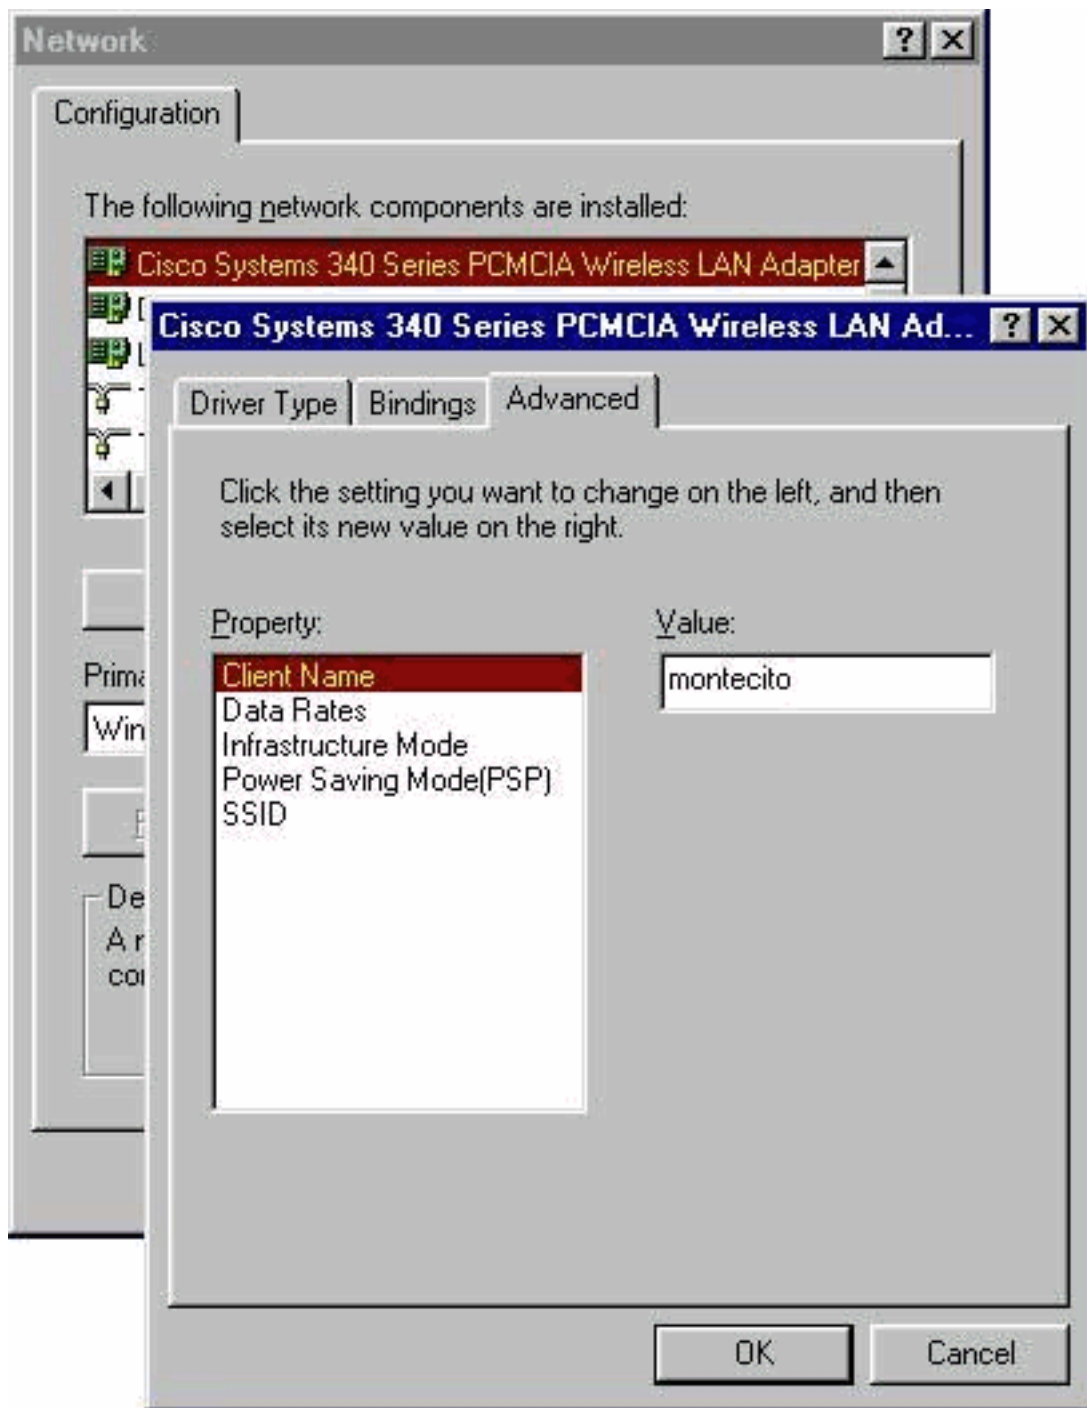 Network
Configuration
The following network components are installed:
Cisco Systems 340 Series PCMCIA Wireless LAN Adapter
Cisco Systems 340 Series PCMCIA Wireless LAN Ad...
Driver Type
Bindings
Advanced
Click the setting you want to change on the left, and then
select its new value on the right.
Property:
Value:
Client Name
montecito
Data Rates
Infrastructure Mode
Power Saving Mode(PSP)
SSID
OK
Cancel